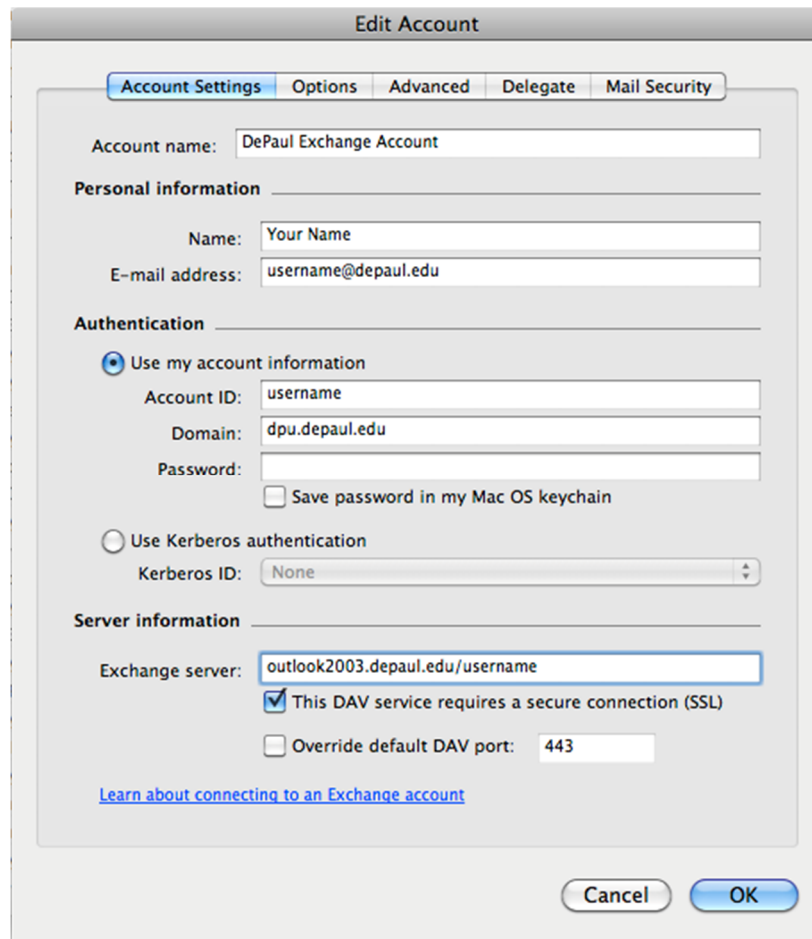 Edit Account
Account Settings Options Advanced Delegate Mail Security
Account name: DePaul Exchange Account
Personal information
Name: Your Name
E-mail address: username@depaul.edu
Authentication
Use my account information
Account ID: username
Domain: dpu.depaul.edu
Password:
Save password in my Mac OS keychain
Use Kerberos authentication
Kerberos ID: None
Server information
Exchange server: outlook2003.depaul.edu/username
This DAV service requires a secure connection (SSL)
Override default DAV port: 443
Learn about connecting to an Exchange account
Cancel OK